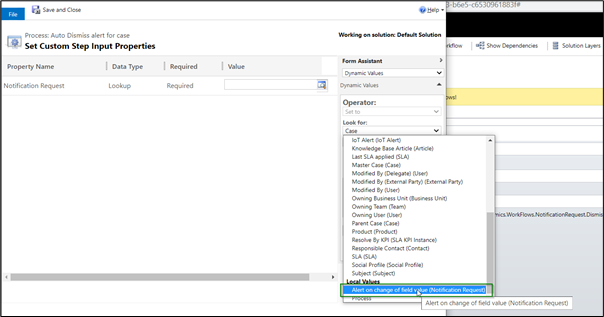 File
Save and Close
Help
Process: Auto Dismiss alert for case
Set Custom Step Input Properties
Working on solution: Default Solution
Property Name
Data Type
Required
Value
Notification Request
Lookup
Required
Form Assistant
Dynamic Values
Dynamic Values
Operator:
Set to
Look for:
Case
IoT Alert (IoT Alert)
Knowledge Base Article (Article)
Last SLA applied (SLA)
Master Case (Case)
Modified By (Delegate) (User)
Modified By (External Party) (External Party)
Modified By (User)
Owning Business Unit (Business Unit)
Owning Team (Team)
Owning User (User)
Parent Case (Case)
Product (Product)
Resolve By KPI (SLA KPI Instance)
Responsible Contact (Contact)
SLA (SLA)
Social Profile (Social Profile)
Subject (Subject)
Local Values
Alert on change of field value (Notification Request)
Process
Alert on change of field value (Notification Request)
3-b6e5-c6530961883f#
rkflow
Show Dependencies
Solution Layers
ows!
mics.WorkFlows.NotificationRequest.Dismis